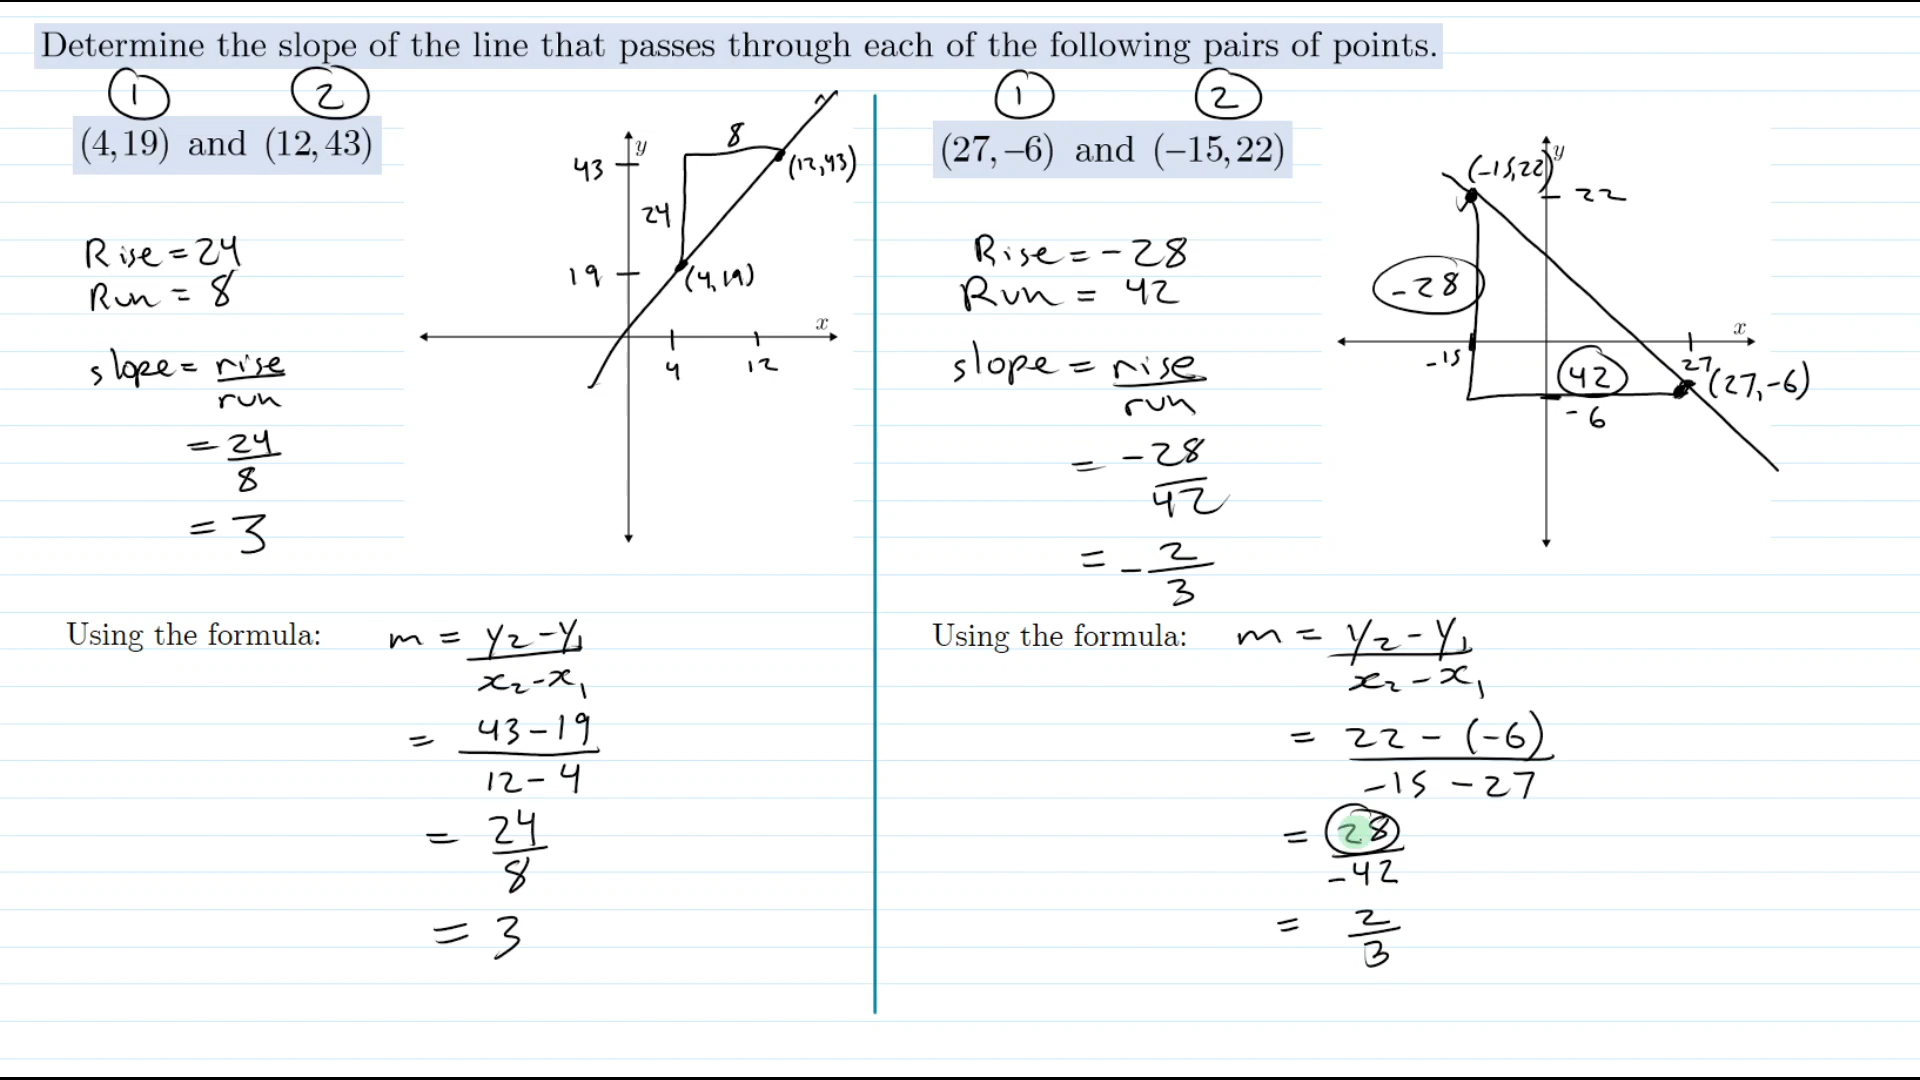 Determine the slope of the line that passes through each of the following pairs of points.
1 2
(4,19) and (12,43)
Rise = 24
Run = 8
slope = rise/run
= 24/8
= 3
y
8
43
(12,43)
24
19
(4,19)
x
4 12
Using the formula: m = y₂-y₁/x₂-x₁
= 43-19/12-4
= 24/8
= 3
1 2
(27,-6) and (-15,22)
Rise = -28
Run = 42
slope = rise/run
= -28/42
= -2/3
y
(-15,22)
22
-28
x
-15
27
42
(27,-6)
-6
Using the formula: m = y₂-y₁/x₂-x₁
= 22-(-6)/-15-27
= 28/-42
= 2/3